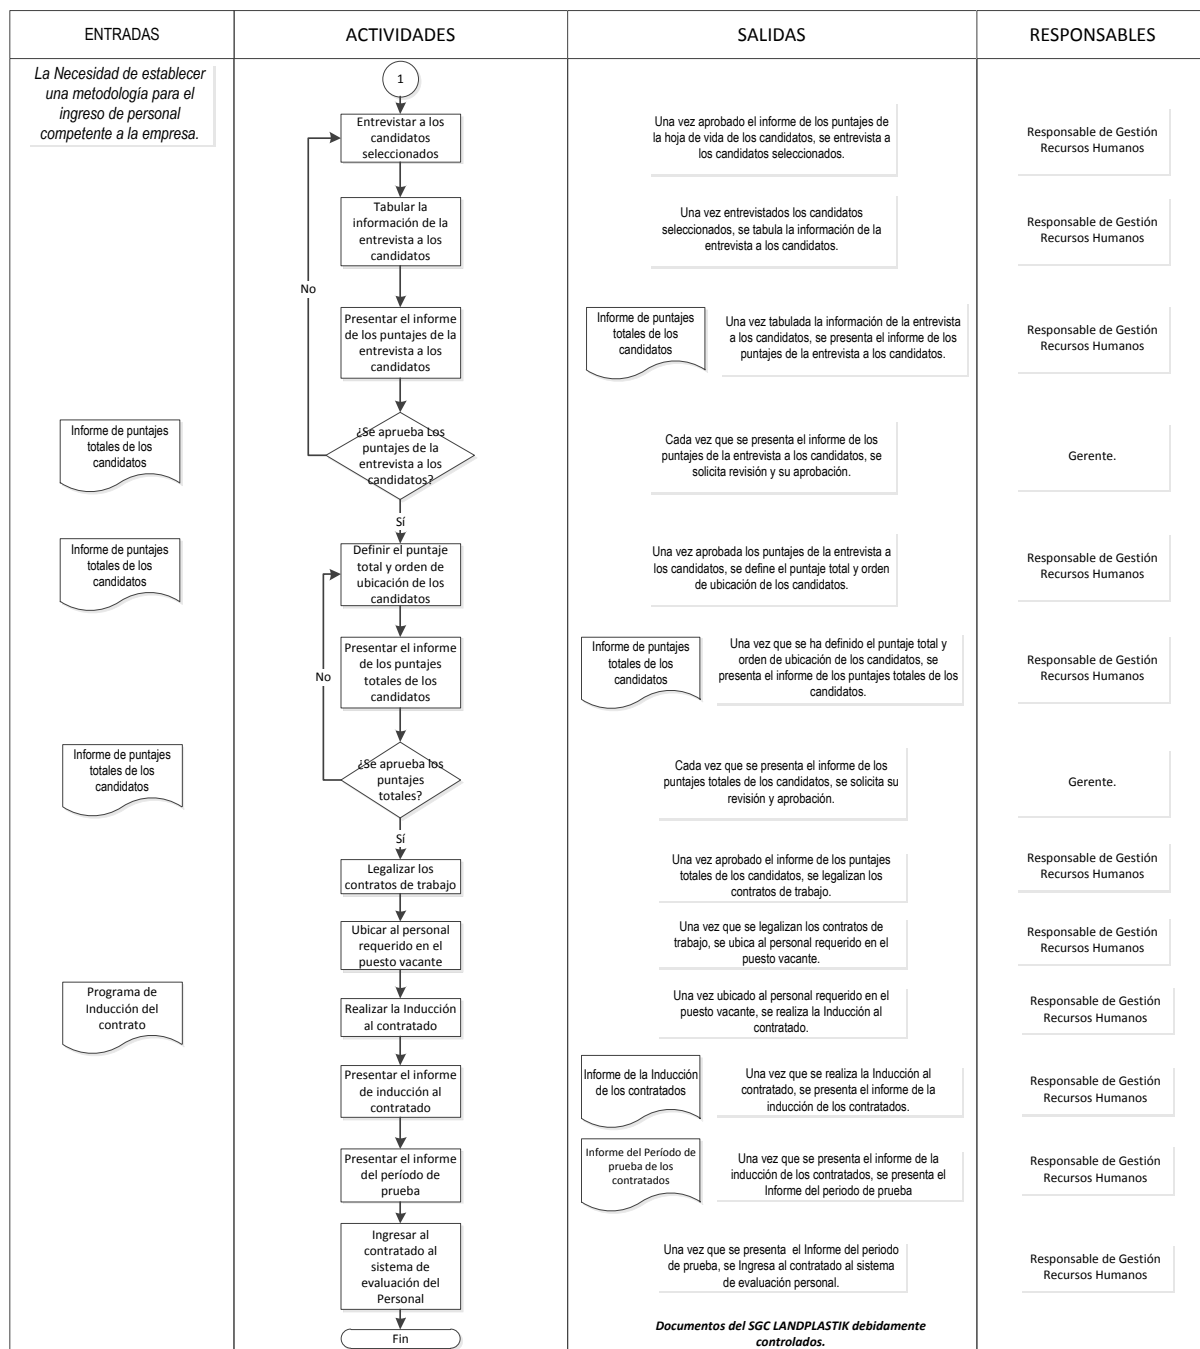 ENTRADAS
ACTIVIDADES
SALIDAS
RESPONSABLES
La Necesidad de establecer
una metodología para el
ingreso de personal
competente a la empresa.
1
Entrevistar a los
candidatos
seleccionados
Una vez aprobado el informe de los puntajes de
la hoja de vida de los candidatos, se entrevista a
los candidatos seleccionados.
Responsable de Gestión
Recursos Humanos
Tabular la
información de la
entrevista a los
candidatos
Una vez entrevistados los candidatos
seleccionados, se tabula la información de la
entrevista a los candidatos.
Responsable de Gestión
Recursos Humanos
No
Presentar el informe
de los puntajes de la
entrevista a los
candidatos
Informe de puntajes
totales de los
candidatos
Una vez tabulada la información de la entrevista
a los candidatos, se presenta el informe de los
puntajes de la entrevista a los candidatos.
Responsable de Gestión
Recursos Humanos
Informe de puntajes
totales de los
candidatos
¿Se aprueba Los
puntajes de la
entrevista a los
candidatos?
Cada vez que se presenta el informe de los
puntajes de la entrevista a los candidatos, se
solicita revisión y su aprobación.
Gerente.
Sí
Informe de puntajes
totales de los
candidatos
Definir el puntaje
total y orden de
ubicación de los
candidatos
Una vez aprobada los puntajes de la entrevista a
los candidatos, se define el puntaje total y orden
de ubicación de los candidatos.
Responsable de Gestión
Recursos Humanos
No
Presentar el informe
de los puntajes
totales de los
candidatos
Informe de puntajes
totales de los
candidatos
Una vez que se ha definido el puntaje total y
orden de ubicación de los candidatos, se
presenta el informe de los puntajes totales de los
candidatos.
Responsable de Gestión
Recursos Humanos
Informe de puntajes
totales de los
candidatos
¿Se aprueba los
puntajes
totales?
Cada vez que se presenta el informe de los
puntajes totales de los candidatos, se solicita su
revisión y aprobación.
Gerente.
Sí
Legalizar los
contratos de trabajo
Una vez aprobado el informe de los puntajes
totales de los candidatos, se legalizan los
contratos de trabajo.
Responsable de Gestión
Recursos Humanos
Ubicar al personal
requerido en el
puesto vacante
Una vez que se legalizan los contratos de
trabajo, se ubica al personal requerido en el
puesto vacante.
Responsable de Gestión
Recursos Humanos
Programa de
Inducción del
contrato
Realizar la Inducción
al contratado
Una vez ubicado al personal requerido en el
puesto vacante, se realiza la Inducción al
contratado.
Responsable de Gestión
Recursos Humanos
Presentar el informe
de inducción al
contratado
Informe de la Inducción
de los contratados
Una vez que se realiza la Inducción al
contratado, se presenta el informe de la
inducción de los contratados.
Responsable de Gestión
Recursos Humanos
Presentar el informe
del período de
prueba
Informe del Período de
prueba de los
contratados
Una vez que se presenta el informe de la
inducción de los contratados, se presenta el
Informe del periodo de prueba
Responsable de Gestión
Recursos Humanos
Ingresar al
contratado al
sistema de
evaluación del
Personal
Una vez que se presenta el Informe del periodo
de prueba, se Ingresa al contratado al sistema
de evaluación personal.
Responsable de Gestión
Recursos Humanos
Fin
Documentos del SGC LANDPLASTIK debidamente
controlados.